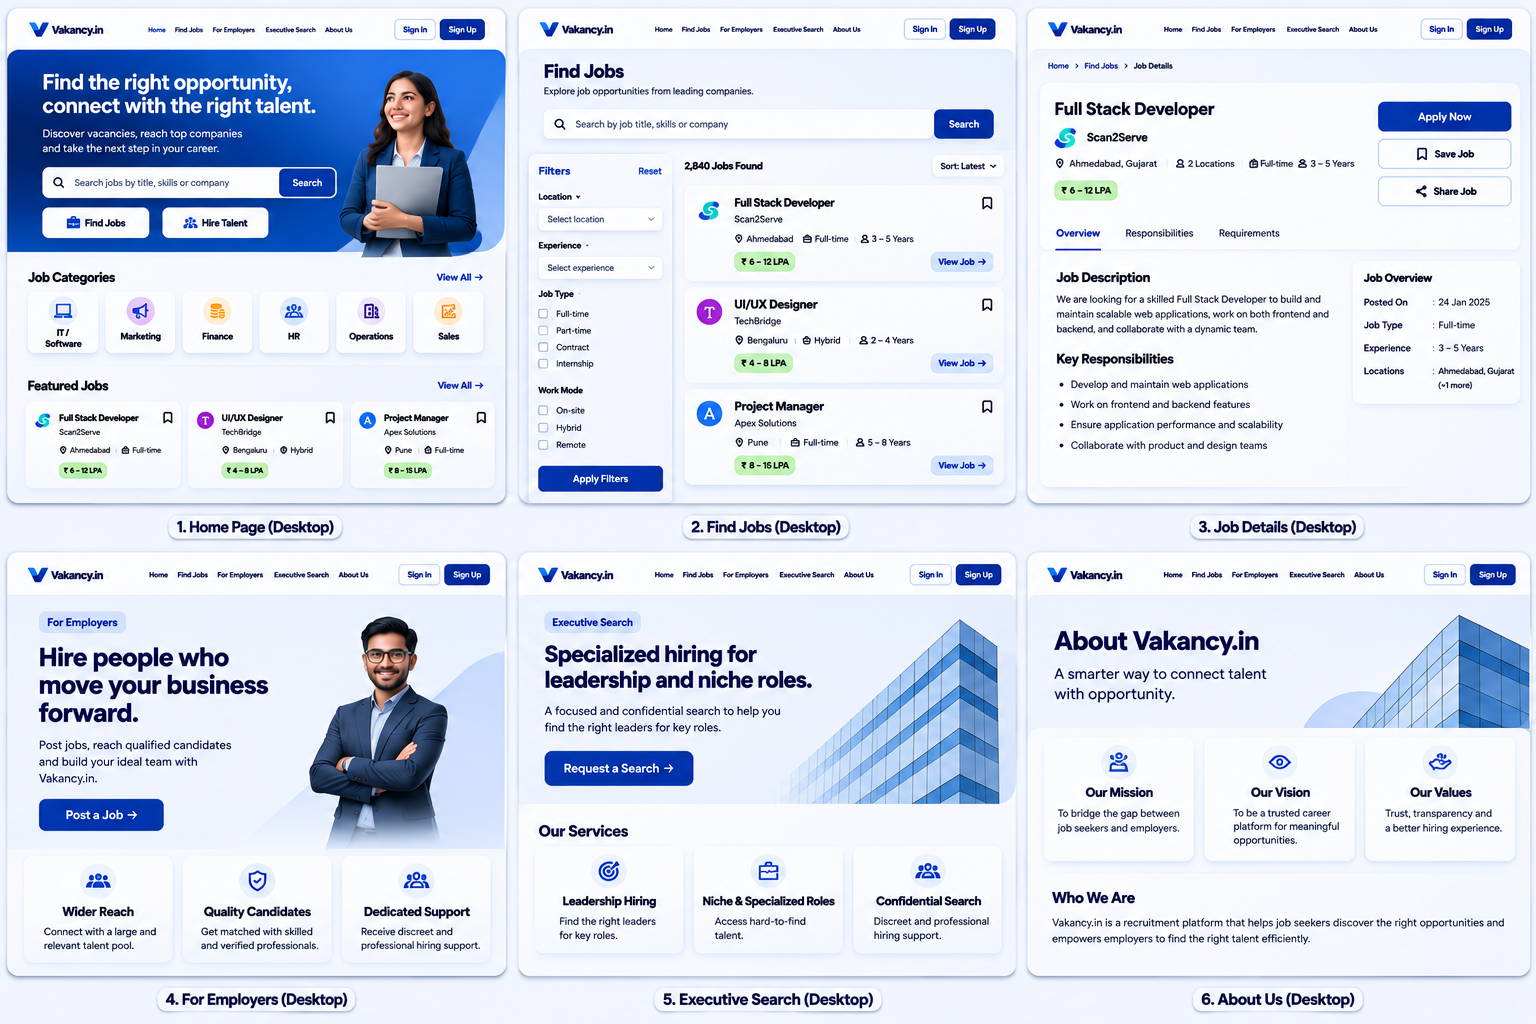 Vakancy.in
Home Find Jobs For Employers Executive Search About Us
Sign In Sign Up
Find the right opportunity,
connect with the right talent.
Discover vacancies, reach top companies
and take the next step in your career.
Search jobs by title, skills or company Search
Find Jobs Hire Talent
Job Categories View All →
IT /
Software
Marketing
Finance
HR
Operations
Sales
Featured Jobs View All →
Full Stack Developer
Scan2Serve
Ahmedabad Full-time
₹ 6 – 12 LPA
T
UI/UX Designer
TechBridge
Bengaluru Hybrid
₹ 4 – 8 LPA
A
Project Manager
Apex Solutions
Pune Full-time
₹ 8 – 15 LPA
1. Home Page (Desktop)
Vakancy.in
Home Find Jobs For Employers Executive Search About Us
Sign In Sign Up
Find Jobs
Explore job opportunities from leading companies.
Search by job title, skills or company Search
Filters Reset
Location
Select location
Experience
Select experience
Job Type
Full-time
Part-time
Contract
Internship
Work Mode
On-site
Hybrid
Remote
Apply Filters
2,840 Jobs Found Sort: Latest
Full Stack Developer
Scan2Serve
Ahmedabad Full-time 3 – 5 Years
₹ 6 – 12 LPA View Job →
T
UI/UX Designer
TechBridge
Bengaluru Hybrid 2 – 4 Years
₹ 4 – 8 LPA View Job →
A
Project Manager
Apex Solutions
Pune Full-time 5 – 8 Years
₹ 8 – 15 LPA View Job →
2. Find Jobs (Desktop)
Vakancy.in
Home Find Jobs For Employers Executive Search About Us
Sign In Sign Up
Home > Find Jobs > Job Details
Full Stack Developer
Scan2Serve
Ahmedabad, Gujarat 2 Locations Full-time 3 – 5 Years
₹ 6 – 12 LPA
Apply Now
Save Job
Share Job
Overview Responsibilities Requirements
Job Description
We are looking for a skilled Full Stack Developer to build and
maintain scalable web applications, work on both frontend and
backend, and collaborate with a dynamic team.
Key Responsibilities
• Develop and maintain web applications
• Work on frontend and backend features
• Ensure application performance and scalability
• Collaborate with product and design teams
Job Overview
Posted On : 24 Jan 2025
Job Type : Full-time
Experience : 3 – 5 Years
Locations : Ahmedabad, Gujarat
(+1 more)
3. Job Details (Desktop)
Vakancy.in
Home Find Jobs For Employers Executive Search About Us
Sign In Sign Up
For Employers
Hire people who
move your business
forward.
Post jobs, reach qualified candidates
and build your ideal team with
Vakancy.in.
Post a Job →
Wider Reach
Connect with a large and
relevant talent pool.
Quality Candidates
Get matched with skilled
and verified professionals.
Dedicated Support
Receive discreet and
professional hiring support.
4. For Employers (Desktop)
Vakancy.in
Home Find Jobs For Employers Executive Search About Us
Sign In Sign Up
Executive Search
Specialized hiring for
leadership and niche roles.
A focused and confidential search to help you
find the right leaders for key roles.
Request a Search →
Our Services
Leadership Hiring
Find the right leaders
for key roles.
Niche & Specialized Roles
Access hard-to-find
talent.
Confidential Search
Discreet and professional
hiring support.
5. Executive Search (Desktop)
Vakancy.in
Home Find Jobs For Employers Executive Search About Us
Sign In Sign Up
About Vakancy.in
A smarter way to connect talent
with opportunity.
Our Mission
To bridge the gap between
job seekers and employers.
Our Vision
To be a trusted career
platform for meaningful
opportunities.
Our Values
Trust, transparency and
a better hiring experience.
Who We Are
Vakancy.in is a recruitment platform that helps job seekers discover the right opportunities and
empowers employers to find the right talent efficiently.
6. About Us (Desktop)